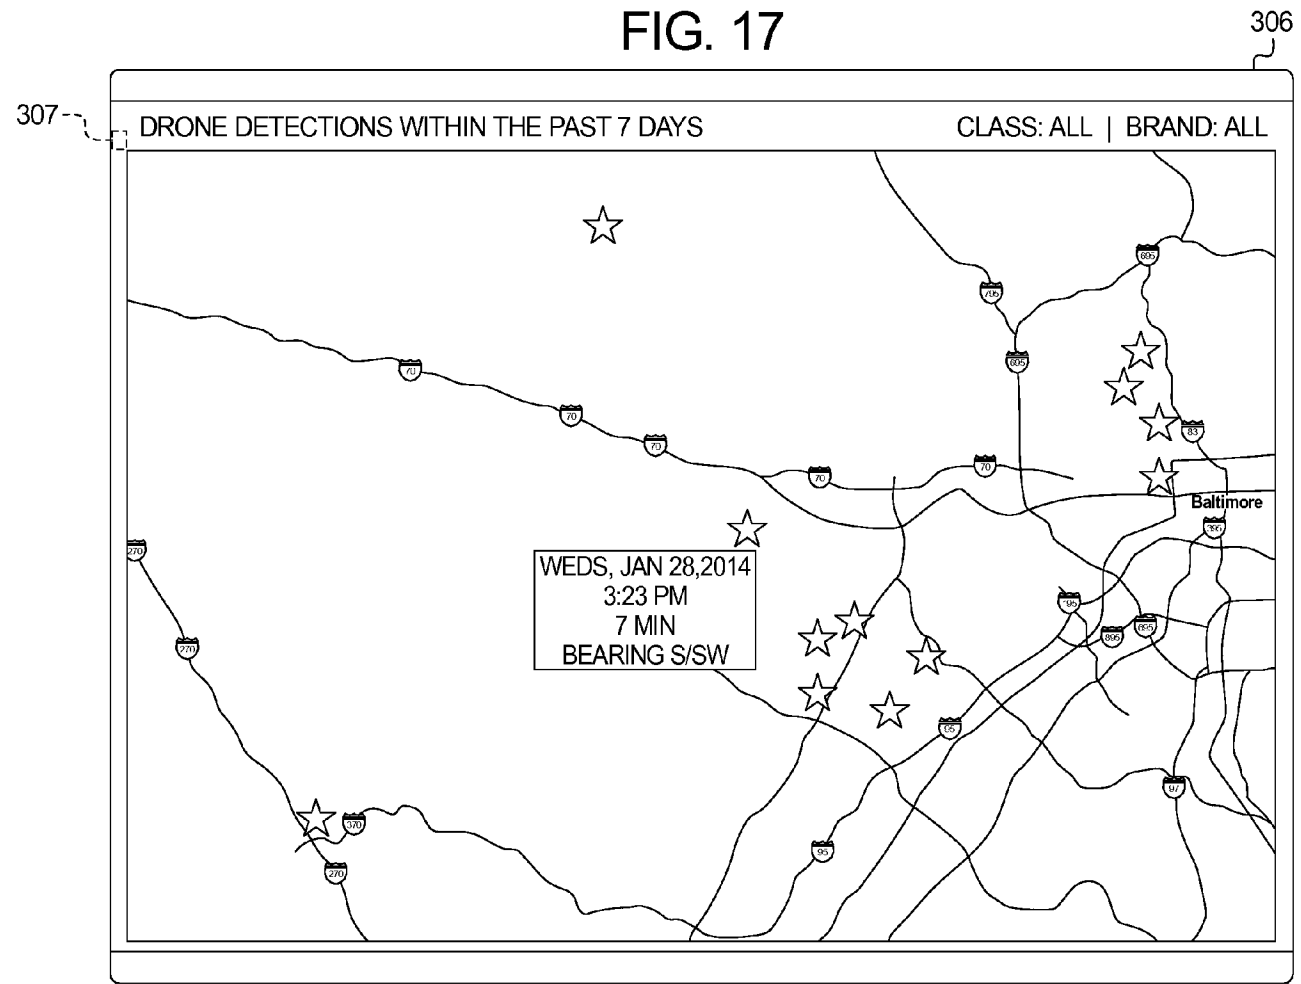 FIG. 17
306
307
DRONE DETECTIONS WITHIN THE PAST 7 DAYS
CLASS: ALL | BRAND: ALL
695
795
695
70
70
83
70
70
70
Baltimore
395
270
WEDS, JAN 28,2014
3:23 PM
7 MIN
BEARING S/SW
195
695
895
270
95
97
370
95
270